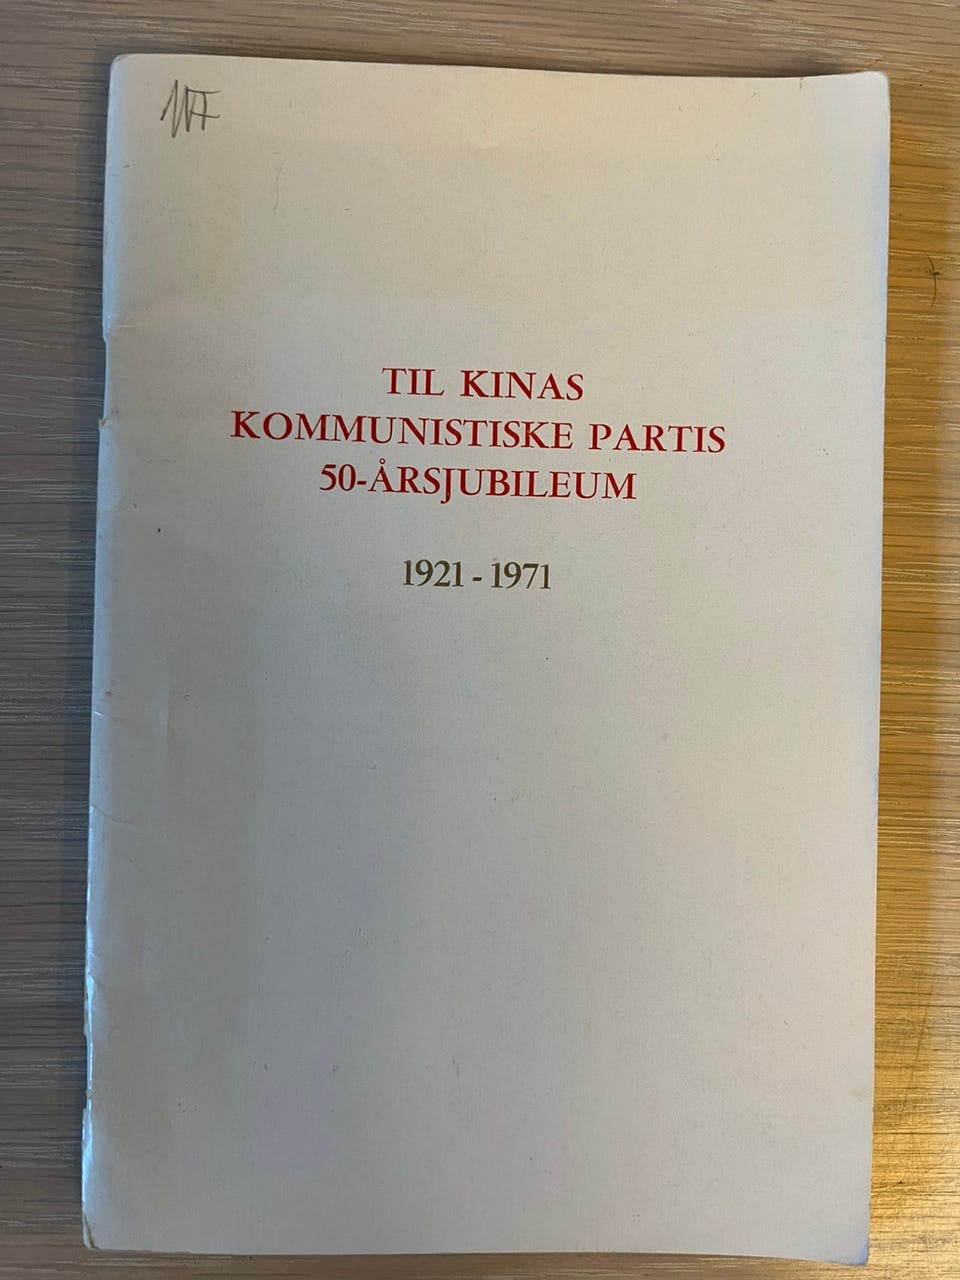 TIL KINAS
KOMMUNISTISKE PARTIS
50-ÅRSJUBILEUM
1921 - 1971